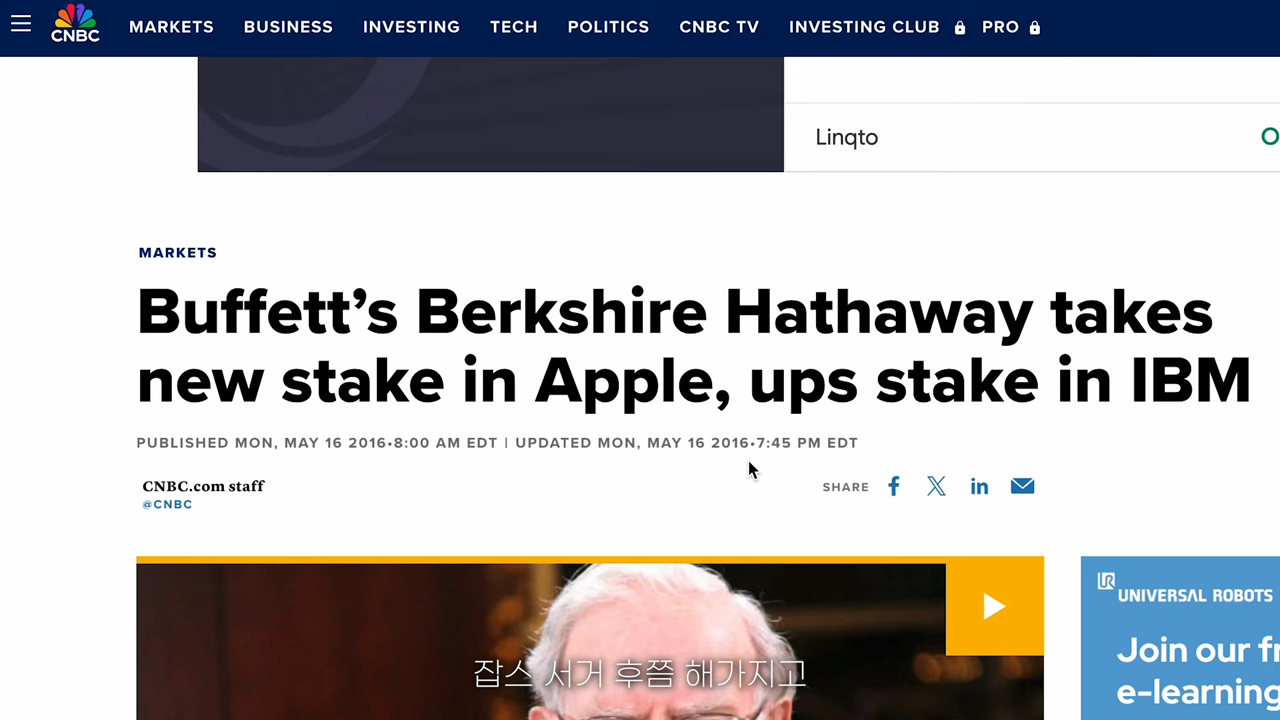 CNBC
MARKETS
BUSINESS
INVESTING
TECH
POLITICS
CNBC TV
INVESTING CLUB
PRO
Linqto
MARKETS
Buffett’s Berkshire Hathaway takes
new stake in Apple, ups stake in IBM
PUBLISHED MON, MAY 16 2016•8:00 AM EDT | UPDATED MON, MAY 16 2016•7:45 PM EDT
CNBC.com staff
@CNBC
SHARE
UNIVERSAL ROBOTS
Join our fr
e-learning
잡스 서거 후쯤 해가지고